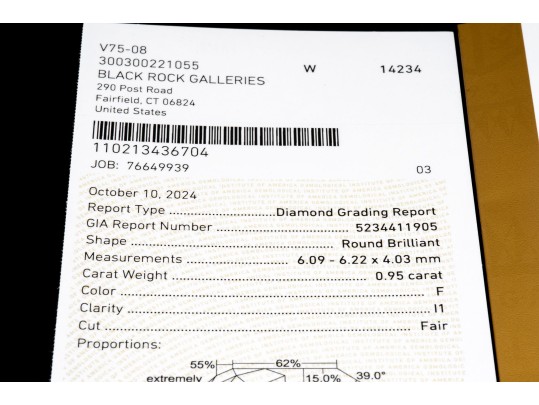 V75-08
300300221055 W 14234
BLACK ROCK GALLERIES
290 Post Road
Fairfield, CT 06824
United States
110213436704
JOB: 76649939 03
October 10, 2024
Report Type ........................... Diamond Grading Report
GIA Report Number ................................. 5234411905
Shape ..................................................... Round Brilliant
Measurements ........................... 6.09 - 6.22 x 4.03 mm
Carat Weight ............................................. 0.95 carat
Color ............................................................................ F
Clarity ......................................................................... I1
Cut ........................................................................... Fair
Proportions:
55% 62%
extremely 15.0% 39.0°